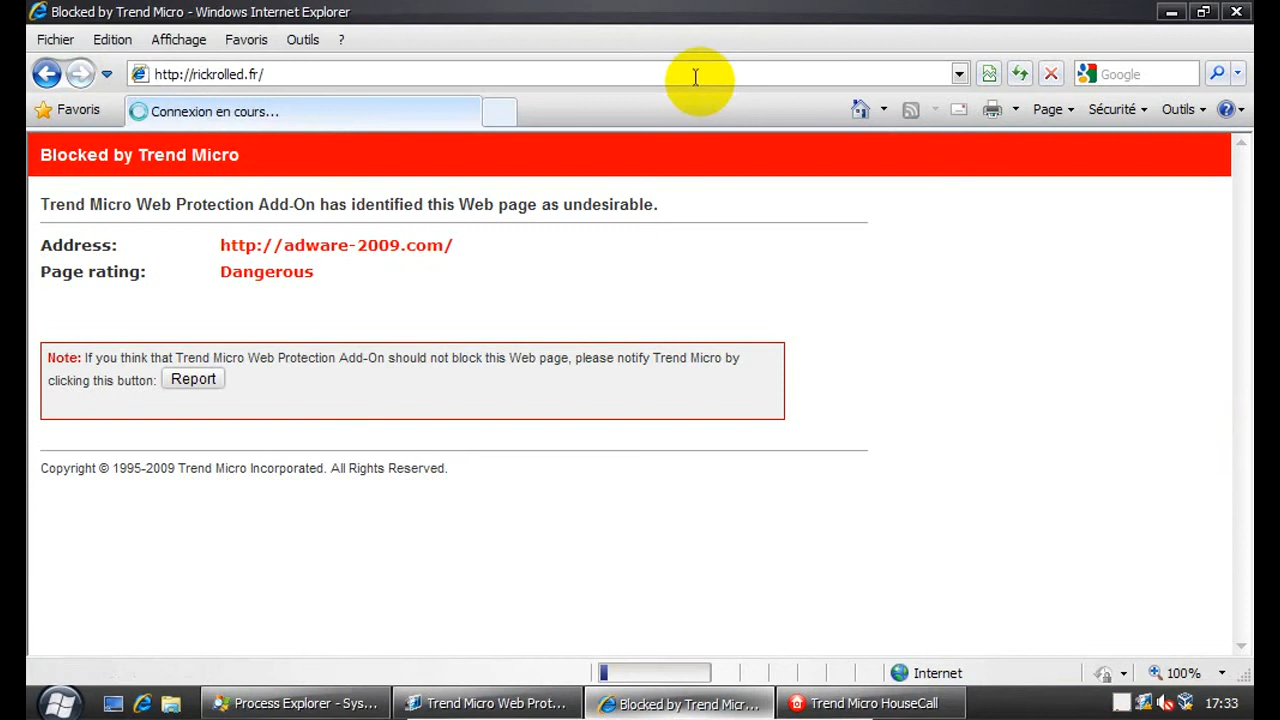 Blocked by Trend Micro - Windows Internet Explorer
Fichier Edition Affichage Favoris Outils ?
http://rickrolled.fr/ Google
Favoris Connexion en cours... Page Sécurité Outils
Blocked by Trend Micro
Trend Micro Web Protection Add-On has identified this Web page as undesirable.
Address: http://adware-2009.com/
Page rating: Dangerous
Note: If you think that Trend Micro Web Protection Add-On should not block this Web page, please notify Trend Micro by
clicking this button: Report
Copyright © 1995-2009 Trend Micro Incorporated. All Rights Reserved.
Internet 100%
Process Explorer - Sys... Trend Micro Web Prot... Blocked by Trend Micr... Trend Micro HouseCall 17:33